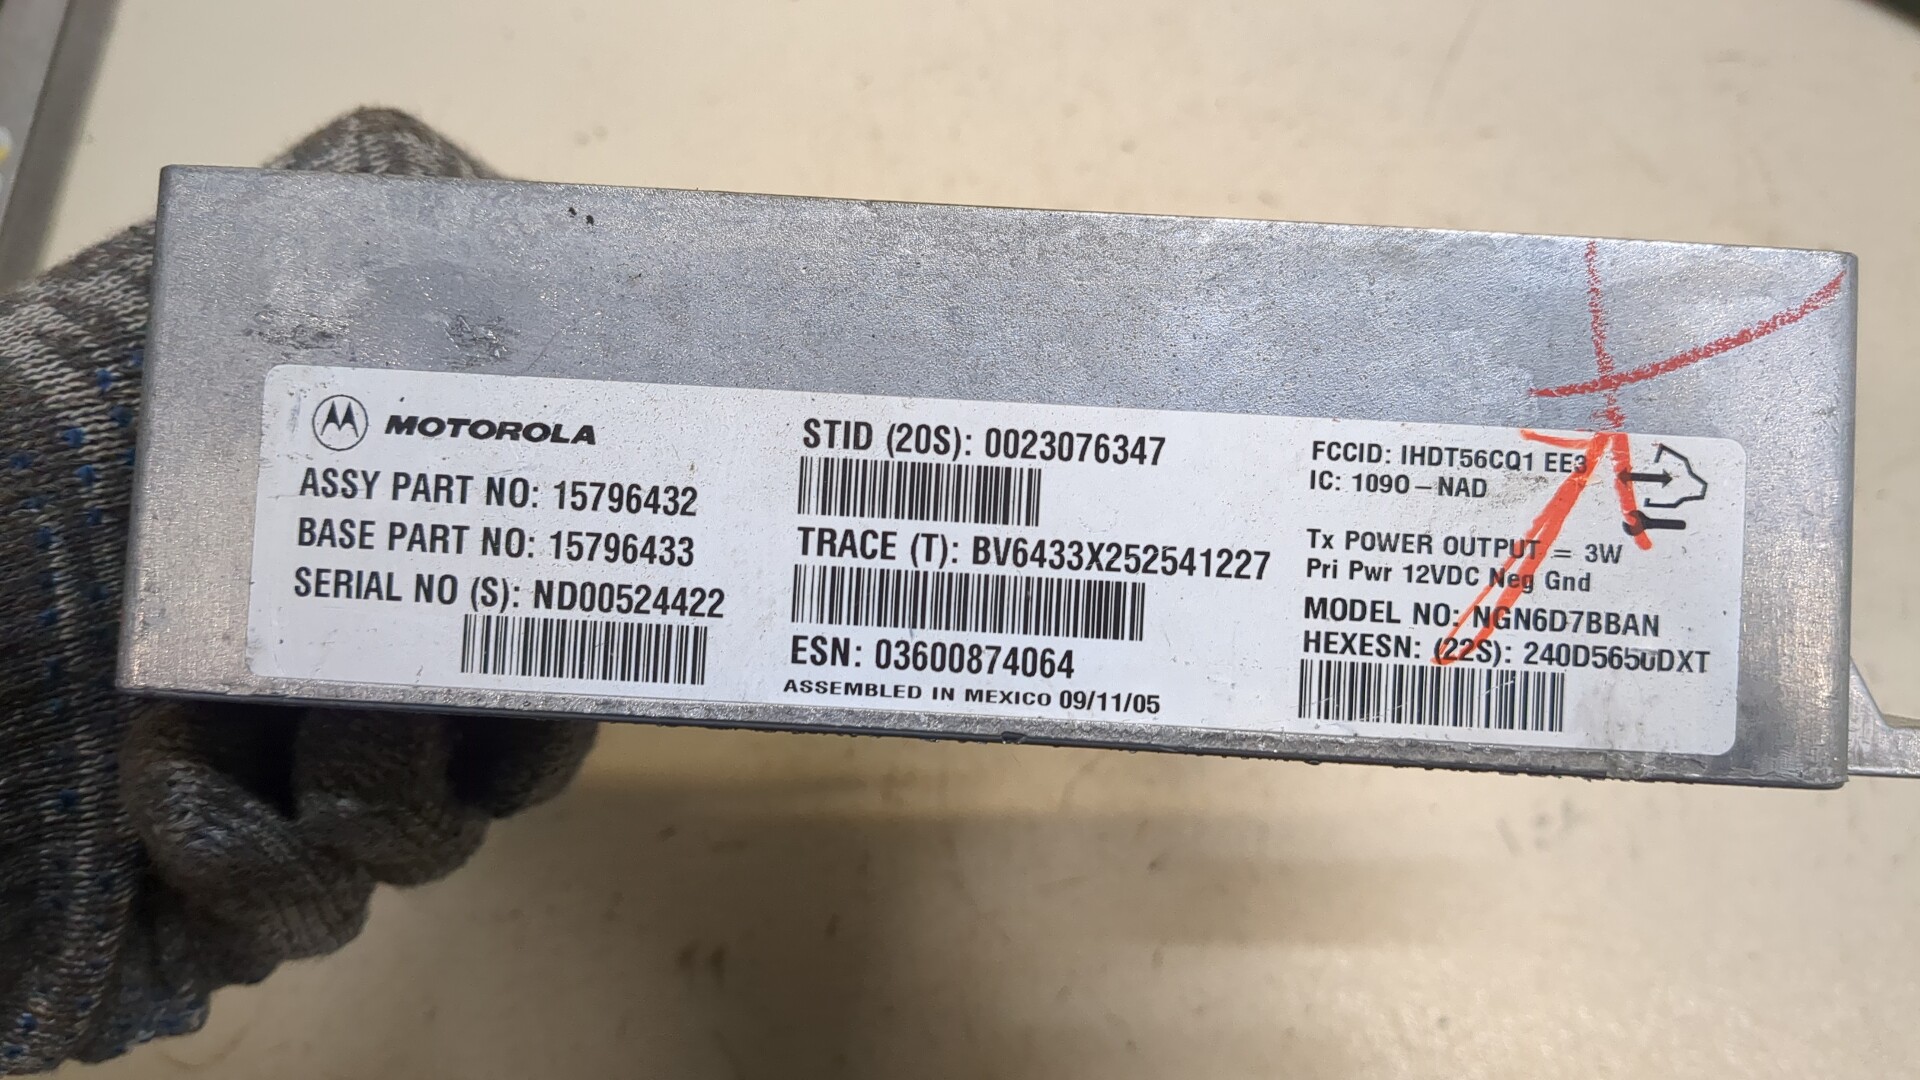 MOTOROLA
ASSY PART NO: 15796432
BASE PART NO: 15796433
SERIAL NO (S): ND00524422
STID (20S): 0023076347
TRACE (T): BV6433X252541227
ESN: 03600874064
ASSEMBLED IN MEXICO 09/11/05
FCCID: IHDT56CQ1 EE3
IC: 109O–NAD
Tx POWER OUTPUT = 3W
Pri Pwr 12VDC Neg Gnd
MODEL NO: NGN6D7BBAN
HEXESN: (22S):